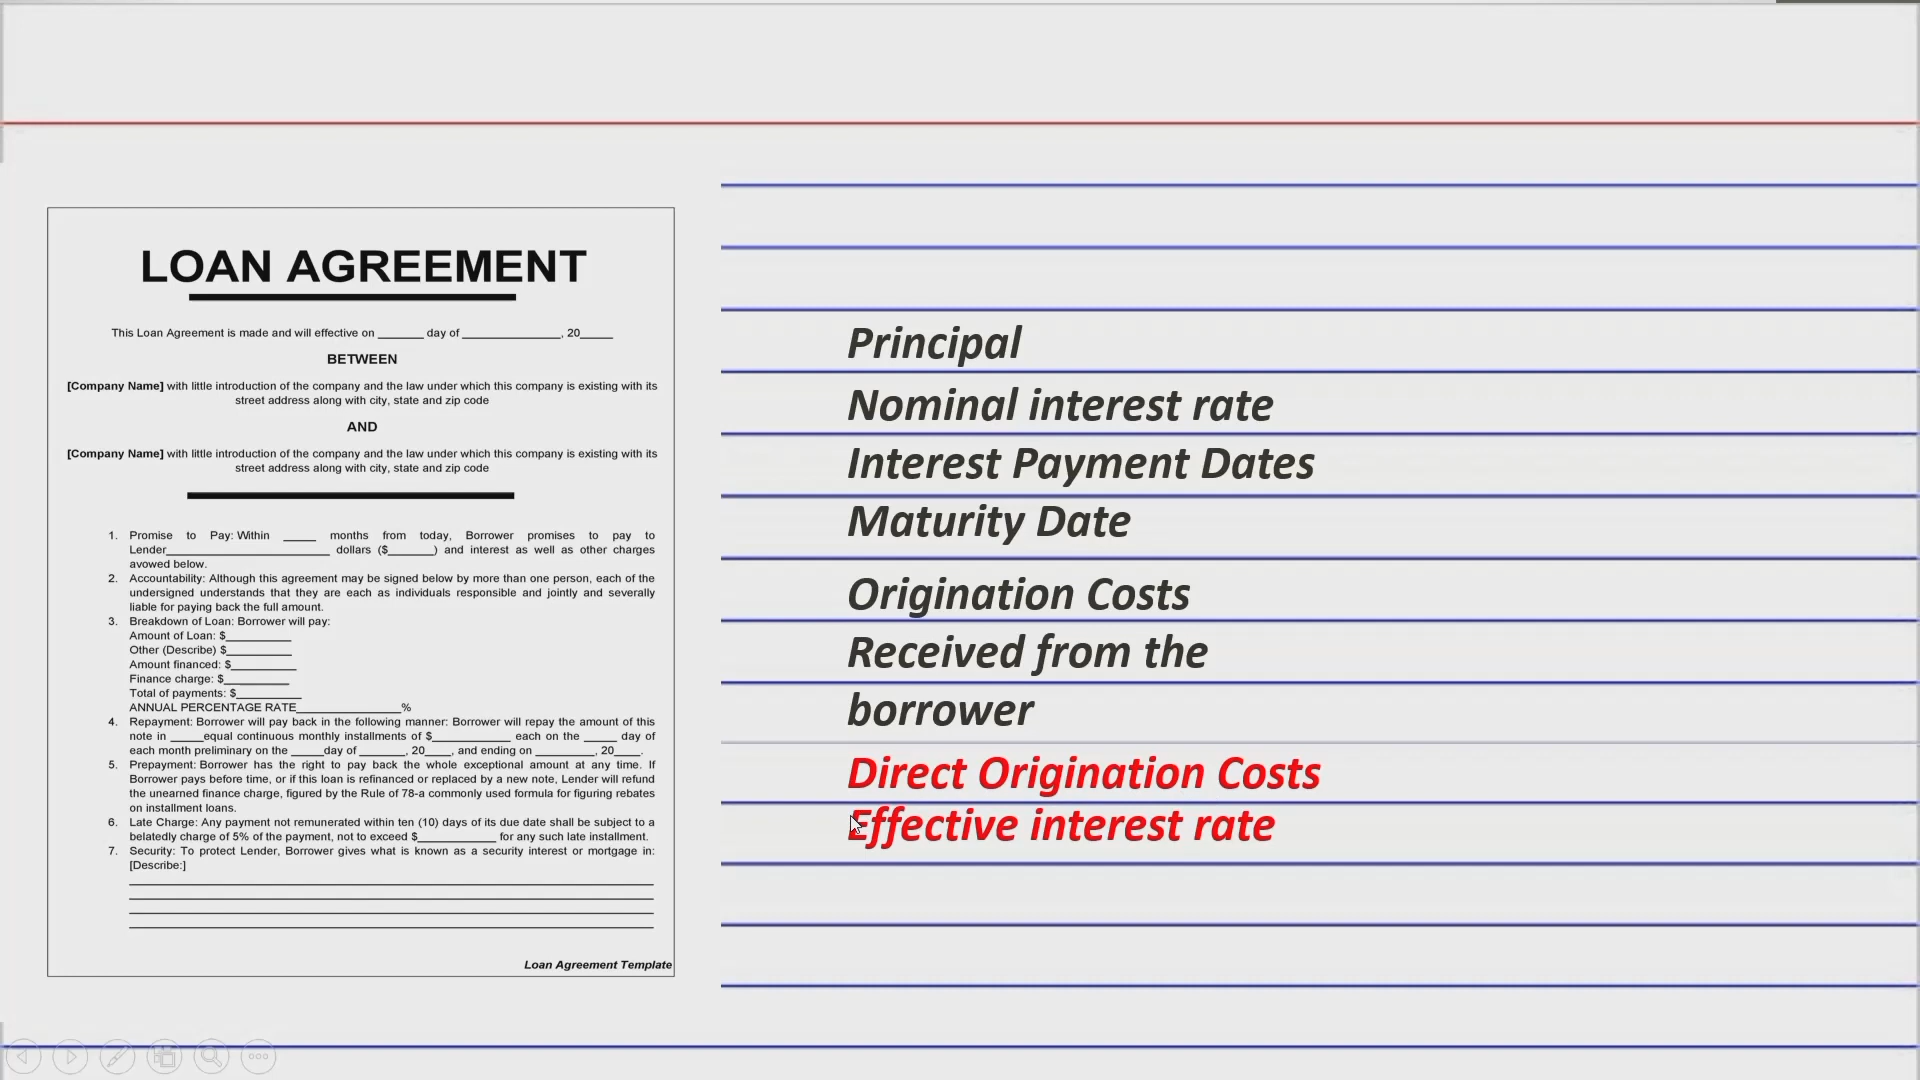 LOAN AGREEMENT
This Loan Agreement is made and will effective on _______ day of _______________, 20_____
BETWEEN
[Company Name] with little introduction of the company and the law under which this company is existing with its
street address along with city, state and zip code
AND
[Company Name] with little introduction of the company and the law under which this company is existing with its
street address along with city, state and zip code
1. Promise to Pay: Within _____ months from today, Borrower promises to pay to
Lender_________________________ dollars ($_______) and interest as well as other charges
avowed below.
2. Accountability: Although this agreement may be signed below by more than one person, each of the
undersigned understands that they are each as individuals responsible and jointly and severally
liable for paying back the full amount.
3. Breakdown of Loan: Borrower will pay:
Amount of Loan: $__________
Other (Describe) $__________
Amount financed: $__________
Finance charge: $__________
Total of payments: $__________
ANNUAL PERCENTAGE RATE________________%
4. Repayment: Borrower will pay back in the following manner: Borrower will repay the amount of this
note in _____equal continuous monthly installments of $____________ each on the _____ day of
each month preliminary on the _____day of _______, 20____, and ending on _________, 20____.
5. Prepayment: Borrower has the right to pay back the whole exceptional amount at any time. If
Borrower pays before time, or if this loan is refinanced or replaced by a new note, Lender will refund
the unearned finance charge, figured by the Rule of 78-a commonly used formula for figuring rebates
on installment loans.
6. Late Charge: Any payment not remunerated within ten (10) days of its due date shall be subject to a
belatedly charge of 5% of the payment, not to exceed $____________ for any such late installment.
7. Security: To protect Lender, Borrower gives what is known as a security interest or mortgage in:
[Describe:]
Loan Agreement Template
Principal
Nominal interest rate
Interest Payment Dates
Maturity Date
Origination Costs
Received from the
borrower
Direct Origination Costs
Effective interest rate